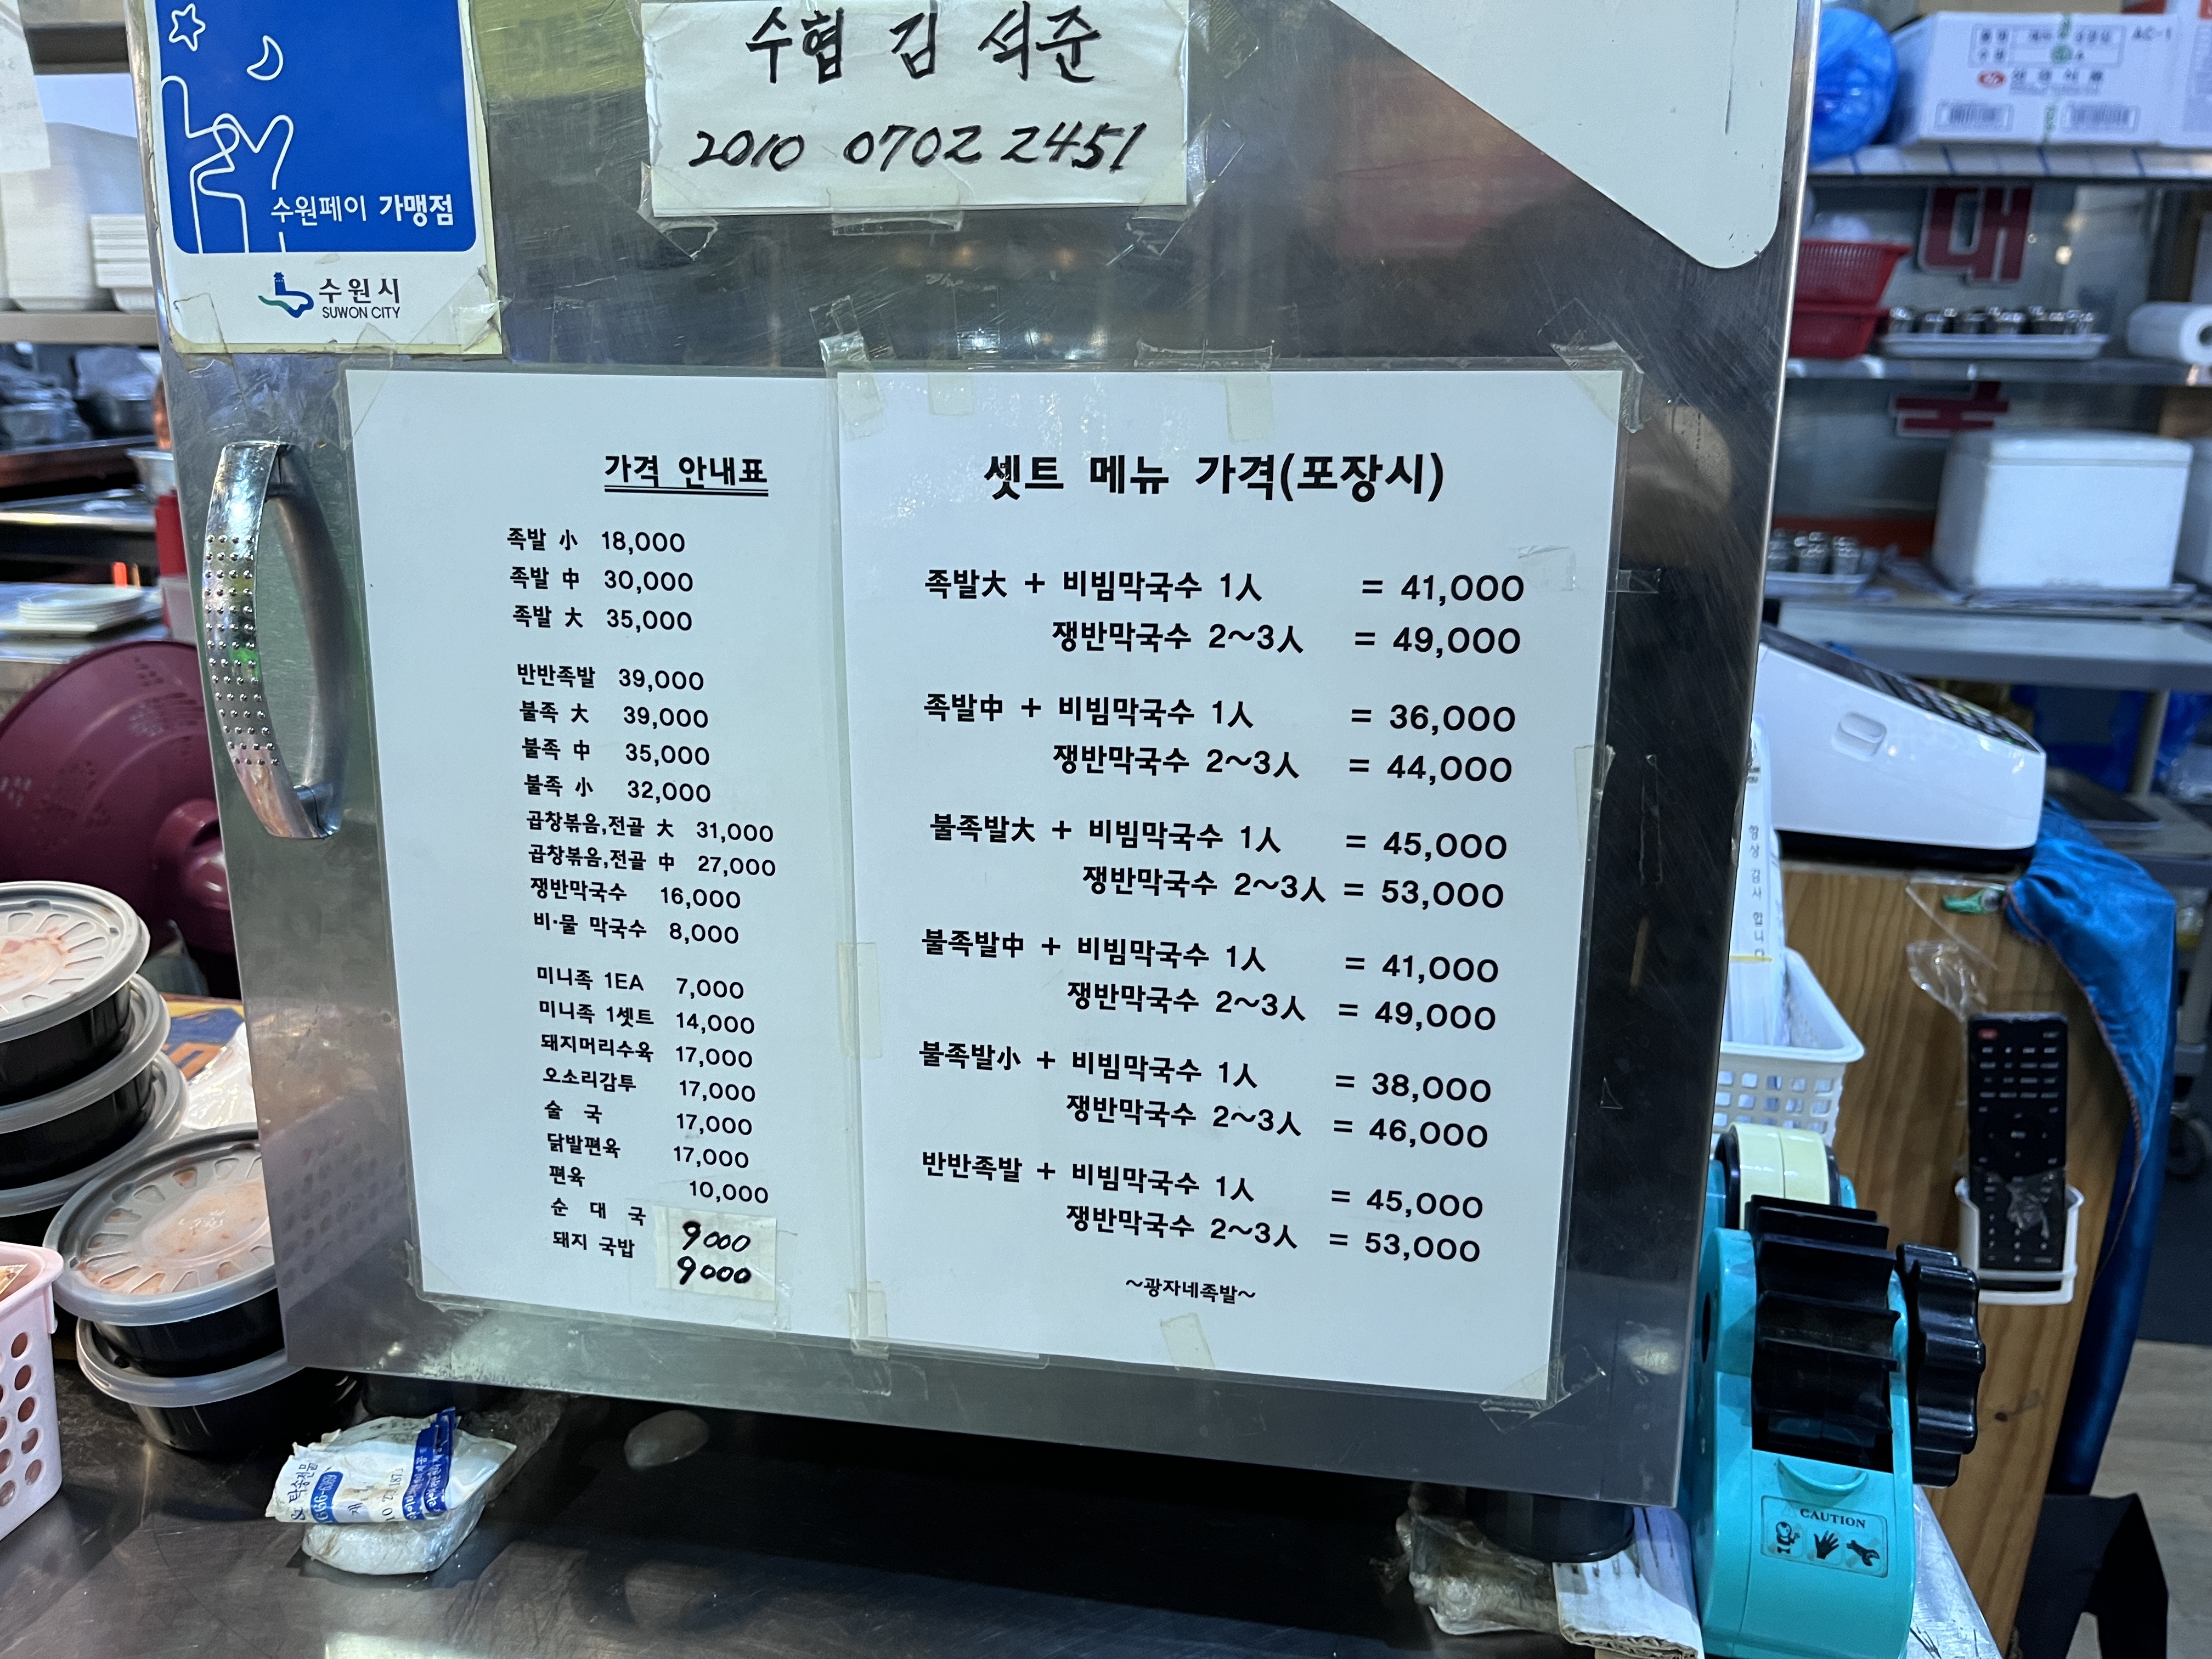 수협 김 석준
2010 0702 2451
수원페이 가맹점
수원시
SUWON CITY
가격 안내표
족발 小 18,000
족발 中 30,000
족발 大 35,000
반반족발 39,000
불족 大 39,000
불족 中 35,000
불족 小 32,000
곱창볶음,전골 大 31,000
곱창볶음,전골 中 27,000
쟁반막국수 16,000
비·물 막국수 8,000
미니족 1EA 7,000
미니족 1셋트 14,000
돼지머리수육 17,000
오소리감투 17,000
술 국 17,000
닭발편육 17,000
편육 10,000
순 대 국 9000
돼지 국밥 9000
셋트 메뉴 가격(포장시)
족발大 + 비빔막국수 1人 = 41,000
쟁반막국수 2~3人 = 49,000
족발中 + 비빔막국수 1人 = 36,000
쟁반막국수 2~3人 = 44,000
불족발大 + 비빔막국수 1人 = 45,000
쟁반막국수 2~3人 = 53,000
불족발中 + 비빔막국수 1人 = 41,000
쟁반막국수 2~3人 = 49,000
불족발小 + 비빔막국수 1人 = 38,000
쟁반막국수 2~3人 = 46,000
반반족발 + 비빔막국수 1人 = 45,000
쟁반막국수 2~3人 = 53,000
~광자네족발~
AC-1
대
항상 감사 합니다
CAUTION